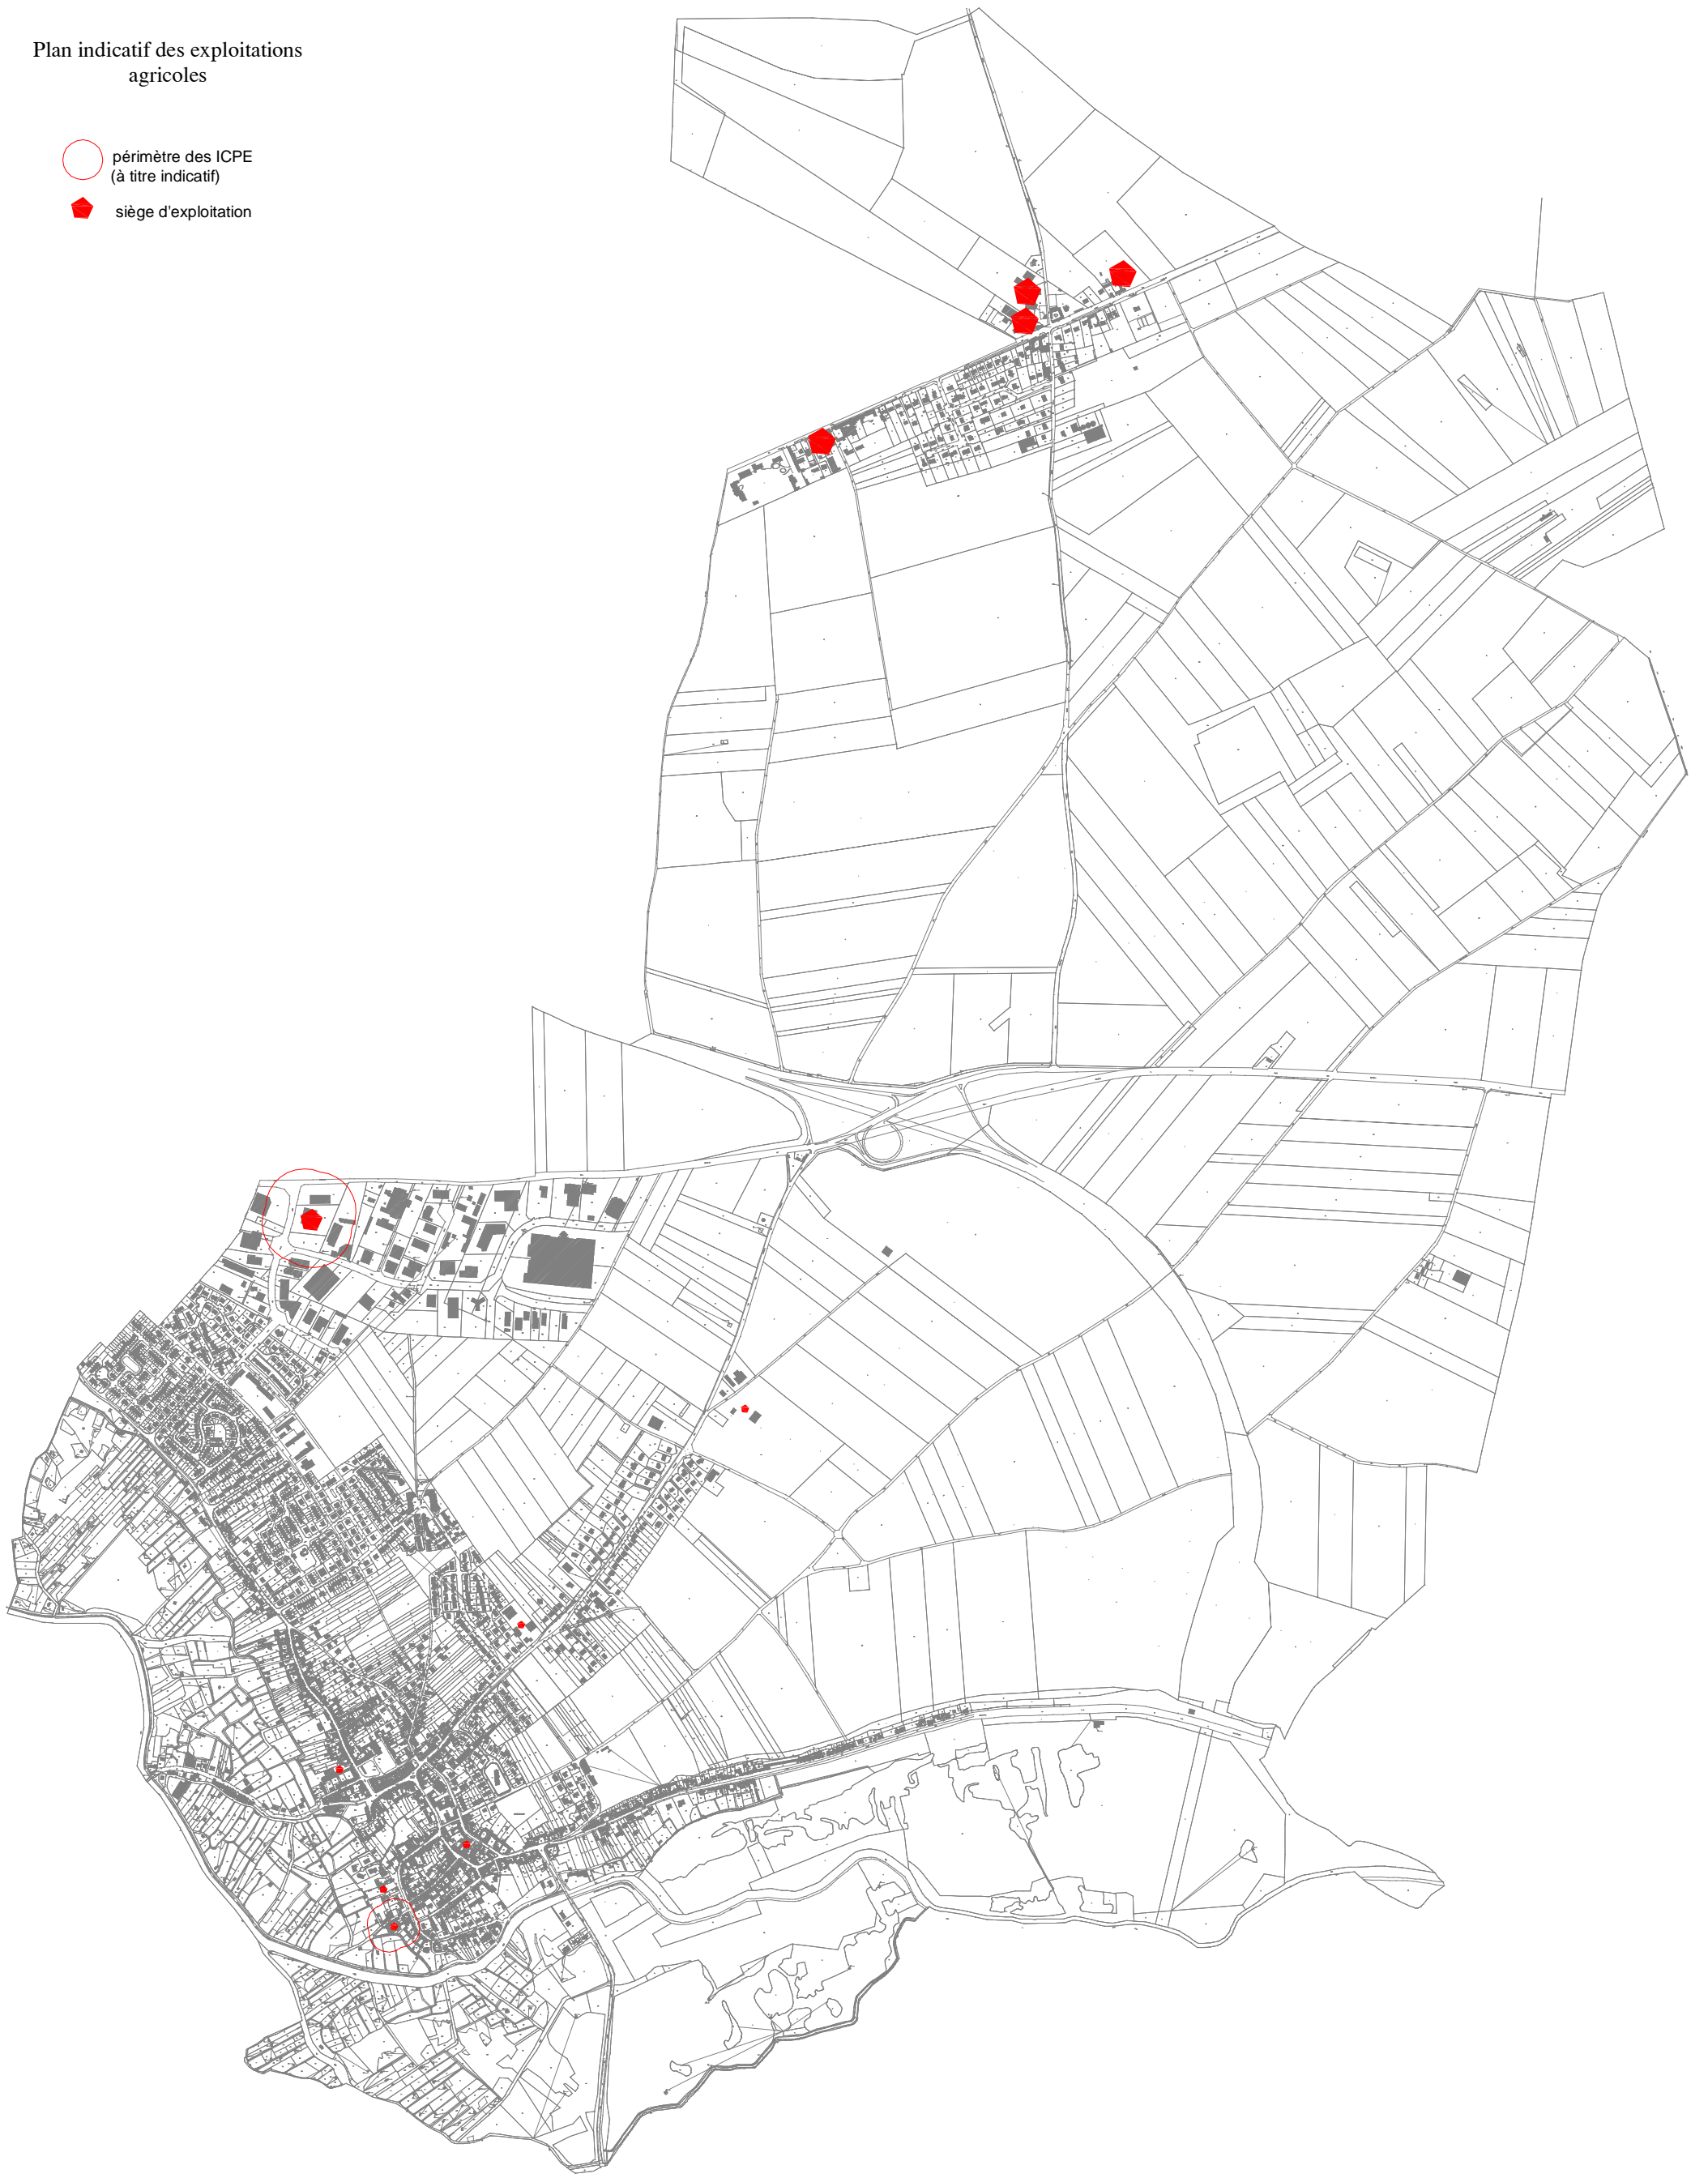 Plan indicatif des exploitations
agricoles
périmètre des ICPE
(à titre indicatif)
siège d'exploitation